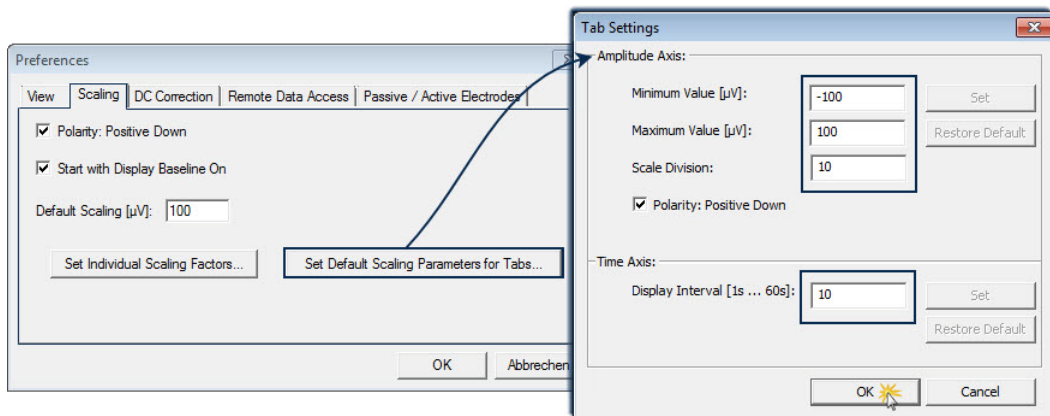 Preferences
View Scaling DC Correction Remote Data Access Passive / Active Electrodes
Polarity: Positive Down
Start with Display Baseline On
Default Scaling [µV]: 100
Set Individual Scaling Factors... Set Default Scaling Parameters for Tabs...
OK Abbrechen
Tab Settings
Amplitude Axis:
Minimum Value [µV]: -100 Set
Maximum Value [µV]: 100 Restore Default
Scale Division: 10
Polarity: Positive Down
Time Axis:
Display Interval [1s ... 60s]: 10 Set
Restore Default
OK Cancel